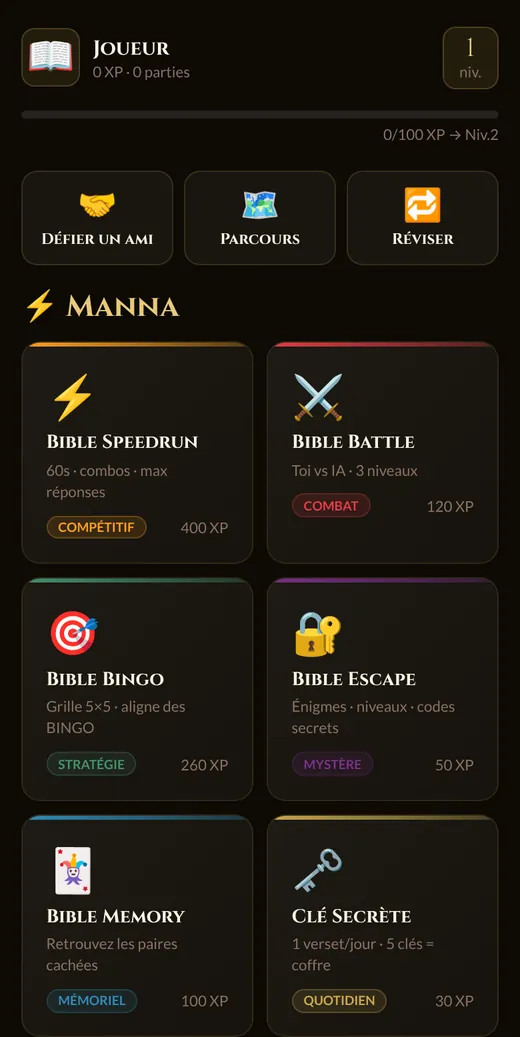 Joueur
0 XP · 0 parties
1
niv.
0/100 XP → Niv.2
Défier un ami
Parcours
Réviser
⚡ Manna
Bible Speedrun
60s · combos · max
réponses
COMPÉTITIF
400 XP
Bible Battle
Toi vs IA · 3 niveaux
COMBAT
120 XP
Bible Bingo
Grille 5×5 · aligne des
BINGO
STRATÉGIE
260 XP
Bible Escape
Énigmes · niveaux · codes
secrets
MYSTÈRE
50 XP
Bible Memory
Retrouvez les paires
cachées
MÉMORIEL
100 XP
Clé Secrète
1 verset/jour · 5 clés =
coffre
QUOTIDIEN
30 XP